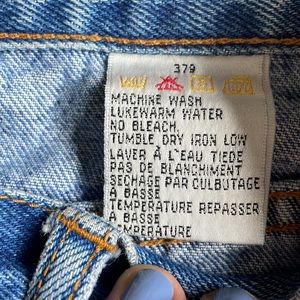 379
MACHINE WASH
LUKEWARM WATER
NO BLEACH.
TUMBLE DRY IRON LOW
LAVER À L'EAU TIEDE
PAS DE BLANCHIMENT
SECHAGE PAR CULBUTAGE
A BASSE
TEMPERATURE REPASSER
A BASSE
TEMPERATURE